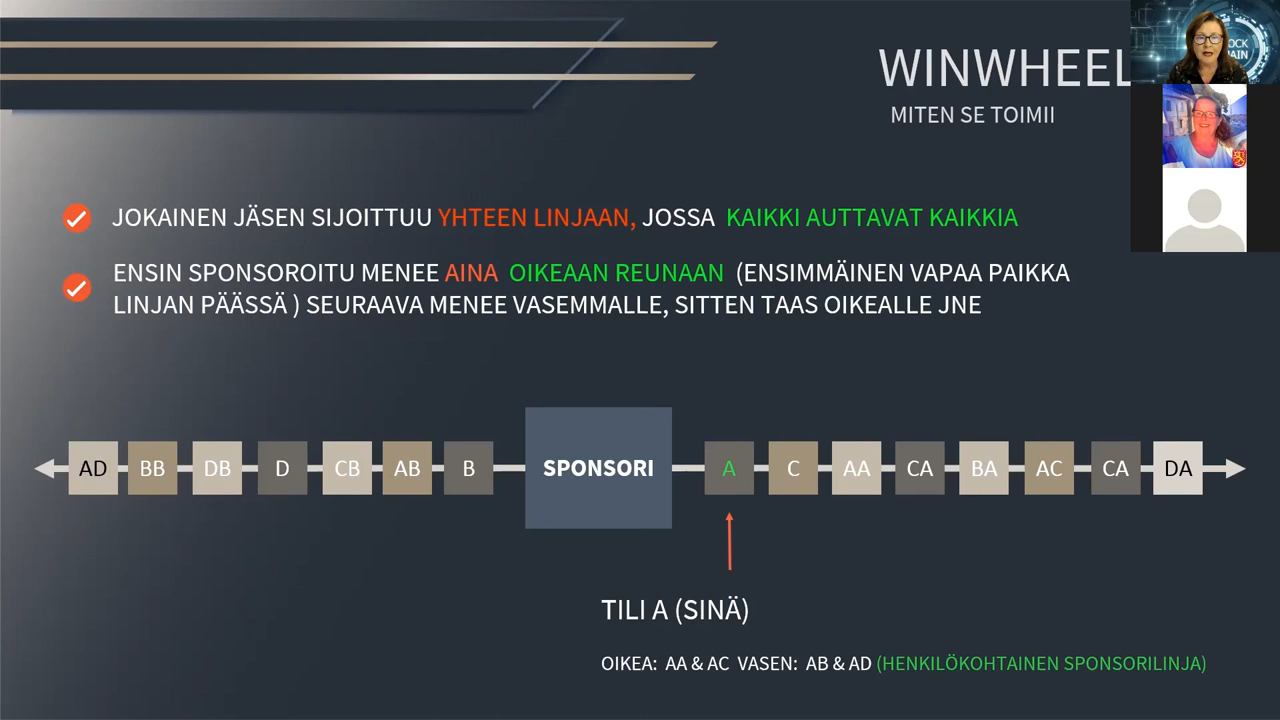 WINWHEEL
MITEN SE TOIMII
OCK
AIN
JOKAINEN JÄSEN SIJOITTUU YHTEEN LINJAAN, JOSSA KAIKKI AUTTAVAT KAIKKIA
ENSIN SPONSOROITU MENEE AINA OIKEAAN REUNAAN (ENSIMMÄINEN VAPAA PAIKKA
LINJAN PÄÄSSÄ ) SEURAAVA MENEE VASEMMALLE, SITTEN TAAS OIKEALLE JNE
AD BB DB D CB AB B SPONSORI A C AA CA BA AC CA DA
TILI A (SINÄ)
OIKEA: AA & AC VASEN: AB & AD (HENKILÖKOHTAINEN SPONSORILINJA)